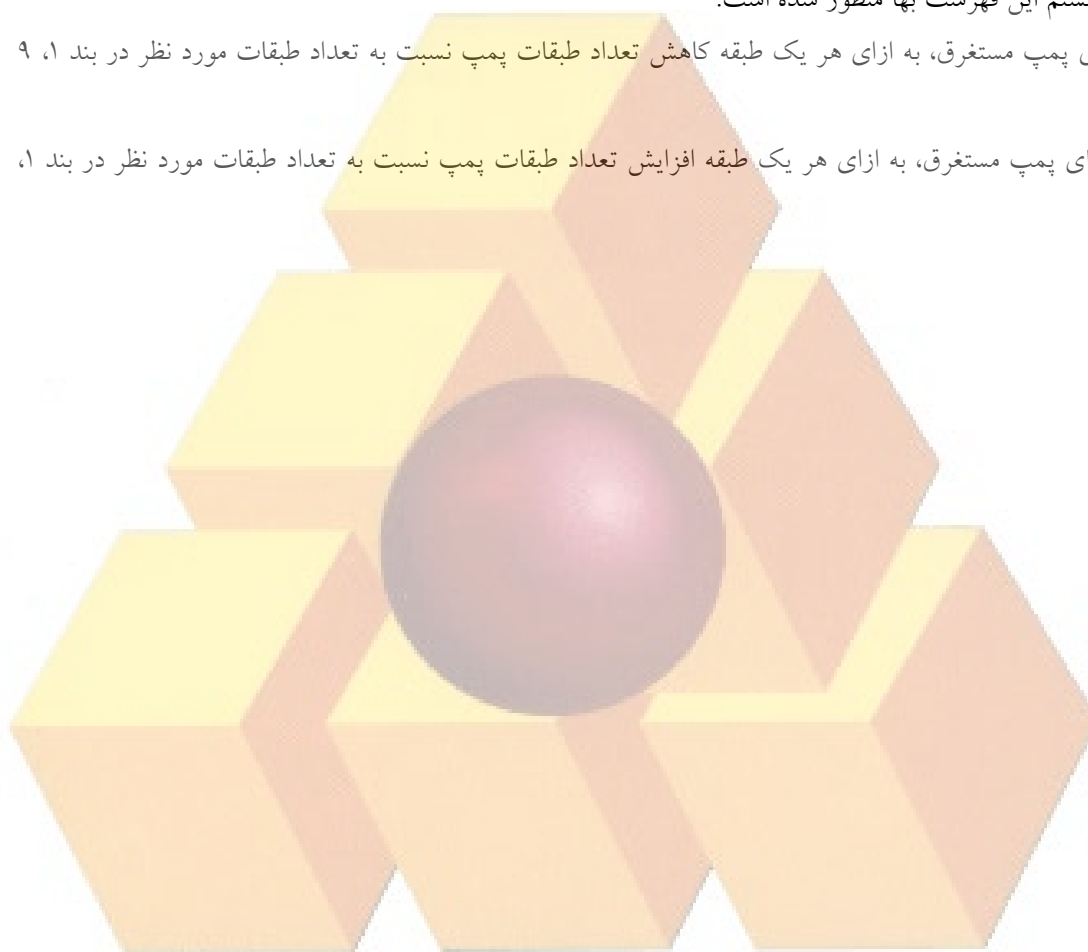 این فهرست بها منظور شده است.
پمپ مستغرق، به ازای هر یک طبقه کاهش تعداد طبقات پمپ نسبت به تعداد طبقات مورد نظر در بند ۱، ۹
پمپ مستغرق، به ازای هر یک طبقه افزایش تعداد طبقات پمپ نسبت به تعداد طبقات مورد نظر در بند ۱،